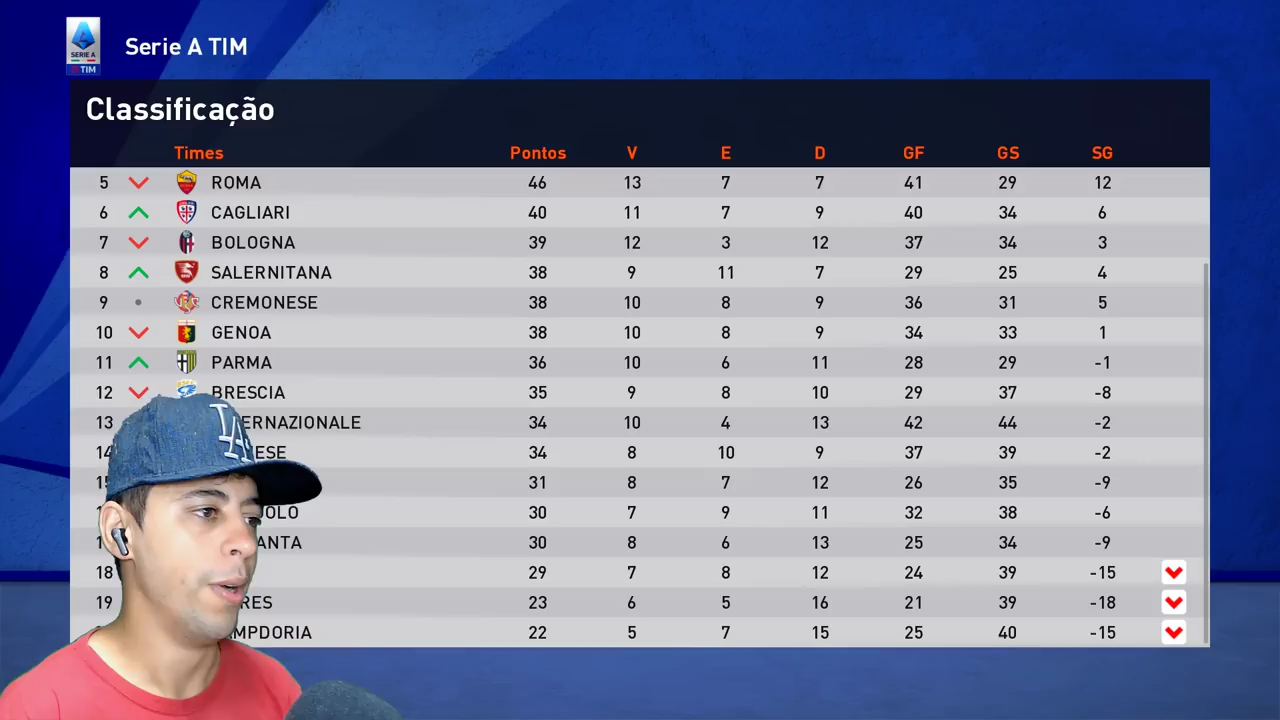 SERIE A
TIM
Serie A TIM
Classificação
Times Pontos V E D GF GS SG
5 ROMA 46 13 7 7 41 29 12
6 CAGLIARI 40 11 7 9 40 34 6
7 BOLOGNA 39 12 3 12 37 34 3
8 SALERNITANA 38 9 11 7 29 25 4
9 CREMONESE 38 10 8 9 36 31 5
10 GENOA 38 10 8 9 34 33 1
11 PARMA 36 10 6 11 28 29 -1
12 BRESCIA 35 9 8 10 29 37 -8
13 ERNAZIONALE 34 10 4 13 42 44 -2
14 ESE 34 8 10 9 37 39 -2
31 8 7 12 26 35 -9
OLO 30 7 9 11 32 38 -6
ANTA 30 8 6 13 25 34 -9
18 29 7 8 12 24 39 -15
19 RES 23 6 5 16 21 39 -18
MPDORIA 22 5 7 15 25 40 -15
LA